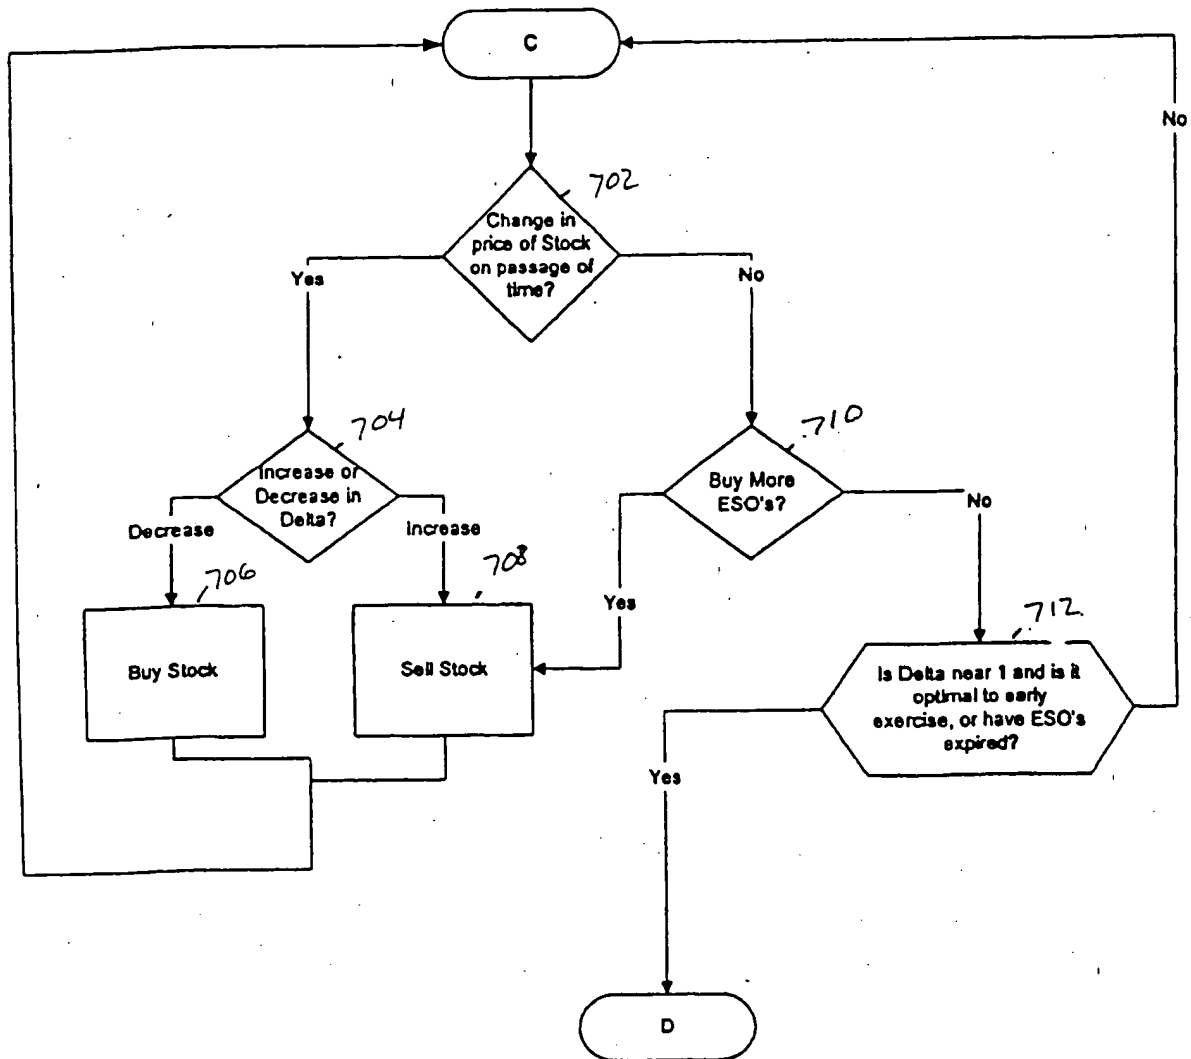 C
No
702
Change in
price of Stock
on passage of
time?
Yes
No
704
Increase or
Decrease in
Delta?
710
Buy More
ESO's?
Decrease
Increase
No
706
708
Yes
712
Buy Stock
Sell Stock
Is Delta near 1 and is it
optimal to early
exercise, or have ESO's
expired?
Yes
D